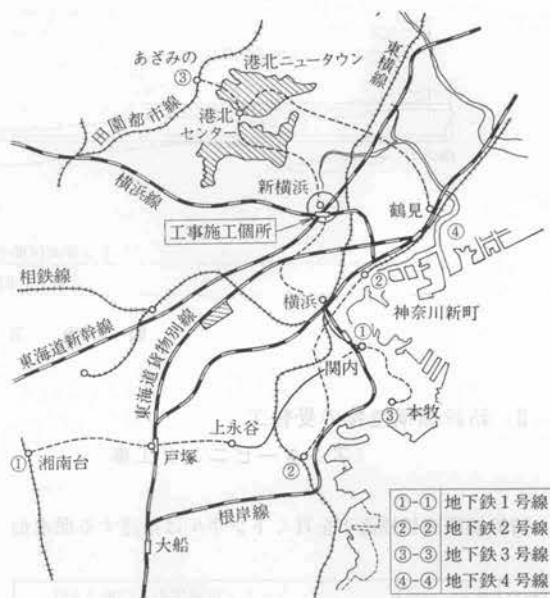 あざみの
③
港北ニュータウン
東横線
田園都市線
港北
センター
横浜線
新横浜
工事施工個所
鶴見
④
相鉄線
②
横浜
神奈川新町
東海道新幹線
東海道貨物別線
①
関内
③
本牧
上永谷
①
湘南台
戸塚
②
根岸線
大船
①-① 地下鉄1号線
②-② 地下鉄2号線
③-③ 地下鉄3号線
④-④ 地下鉄4号線